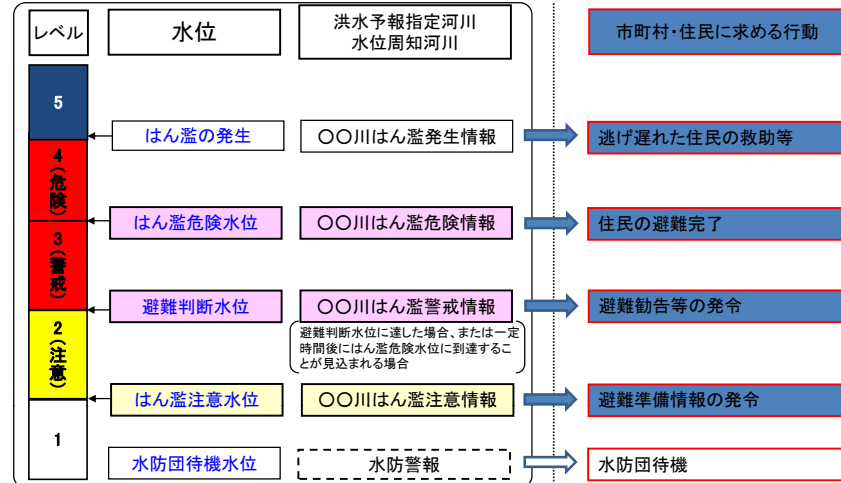 レベル
水位
洪水予報指定河川
水位周知河川
市町村・住民に求める行動
5
はん濫の発生
〇〇川はん濫発生情報
逃げ遅れた住民の救助等
4(危険)
はん濫危険水位
〇〇川はん濫危険情報
住民の避難完了
3(警戒)
避難判断水位
〇〇川はん濫警戒情報
避難勧告等の発令
避難判断水位に達した場合、または一定
時間後にはん濫危険水位に到達するこ
とが見込まれる場合
2(注意)
はん濫注意水位
〇〇川はん濫注意情報
避難準備情報の発令
1
水防団待機水位
水防警報
水防団待機